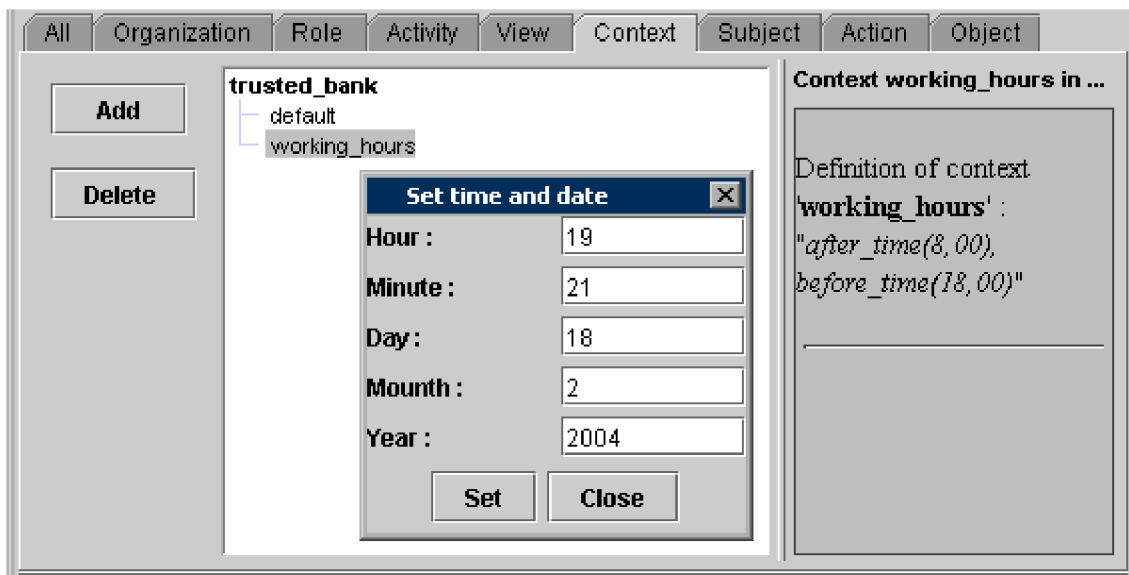 All Organization Role Activity View Context Subject Action Object
Add
Delete
trusted_bank
default
working_hours
Set time and date
Hour : 19
Minute : 21
Day : 18
Mounth : 2
Year : 2004
Set Close
Context working_hours in ...
Definition of context
'working_hours' :
"after_time(8,00),
before_time(18,00)"